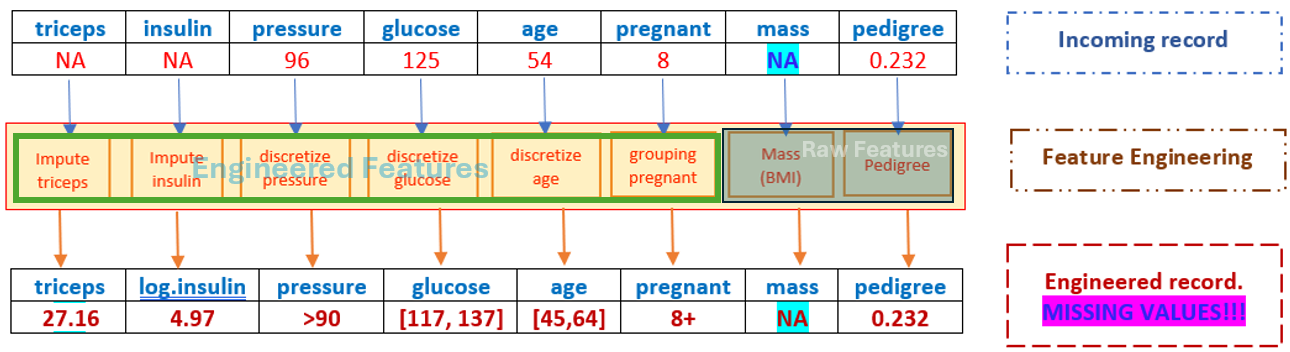 triceps insulin pressure glucose age pregnant mass pedigree
NA NA 96 125 54 8 NA 0.232
Incoming record
Impute triceps
Impute insulin
discretize pressure
discretize glucose
discretize age
grouping pregnant
Mass (BMI)
Pedigree
Engineered Features
Raw Features
Feature Engineering
triceps log.insulin pressure glucose age pregnant mass pedigree
27.16 4.97 >90 [117, 137] [45,64] 8+ NA 0.232
Engineered record.
MISSING VALUES!!!